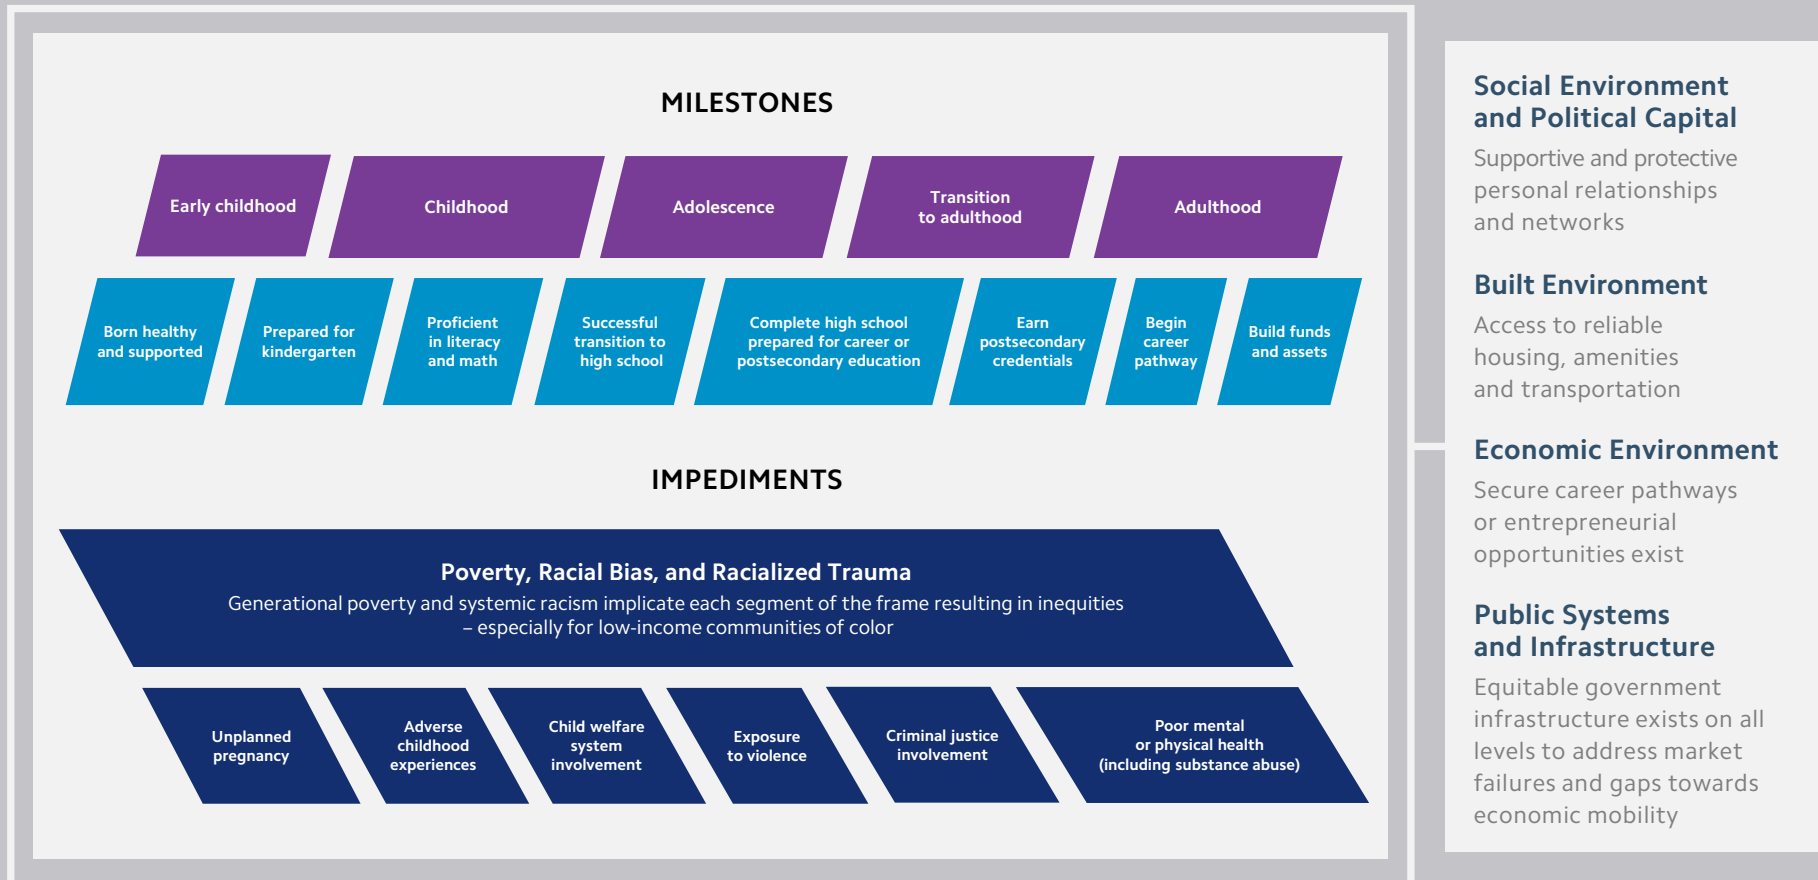 MILESTONES
Early childhood
Childhood
Adolescence
Transition
to adulthood
Adulthood
Born healthy
and supported
Prepared for
kindergarten
Proficient
in literacy
and math
Successful
transition to
high school
Complete high school
prepared for career or
postsecondary education
Earn
postsecondary
credentials
Begin
career
pathway
Build funds
and assets
IMPEDIMENTS
Poverty, Racial Bias, and Racialized Trauma
Generational poverty and systemic racism implicate each segment of the frame resulting in inequities
– especially for low-income communities of color
Unplanned
pregnancy
Adverse
childhood
experiences
Child welfare
system
involvement
Exposure
to violence
Criminal justice
involvement
Poor mental
or physical health
(including substance abuse)
Social Environment
and Political Capital
Supportive and protective
personal relationships
and networks
Built Environment
Access to reliable
housing, amenities
and transportation
Economic Environment
Secure career pathways
or entrepreneurial
opportunities exist
Public Systems
and Infrastructure
Equitable government
infrastructure exists on all
levels to address market
failures and gaps towards
economic mobility